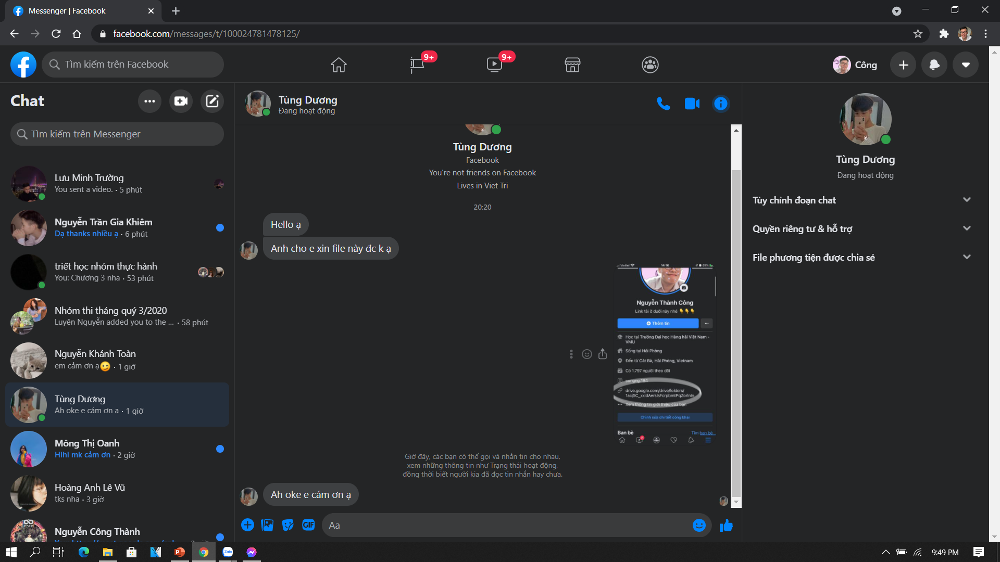 Messenger | Facebook
facebook.com/messages/t/100024781478125/
Tìm kiếm trên Facebook
9+
9+
Công
Chat
Tìm kiếm trên Messenger
Lưu Minh Trường
You sent a video. · 5 phút
Nguyễn Trần Gia Khiêm
Dạ thanks nhiều ạ · 6 phút
triết học nhóm thực hành
You: Chương 3 nha · 53 phút
Nhóm thi tháng quý 3/2020
Luyên Nguyễn added you to the ... · 58 phút
Nguyễn Khánh Toàn
em cảm ơn ạ😉 · 1 giờ
Tùng Dương
Ah oke e cám ơn ạ · 1 giờ
Mông Thị Oanh
Hihi mk cảm ơn · 2 giờ
Hoàng Anh Lê Vũ
tks nha · 3 giờ
Nguyễn Công Thành
Tùng Dương
Đang hoạt động
Tùng Dương
Facebook
You're not friends on Facebook
Lives in Viet Tri
20:20
Hello ạ
Anh cho e xin file này đc k ạ
Viettel
14:16
81%
Nguyễn Thành Công
Link tải ở dưới này nhé 👇👇👇
Thêm tin
Học tại Trường Đại học Hàng hải Việt Nam -
VMU
Sống tại Hải Phòng
Đến từ Cát Bà, Hải Phòng, Vietnam
Có 1.797 người theo dõi
congng.184
drive.google.com/drive/folders/
Xem thông tin giới thiệu của bạn
Chỉnh sửa chi tiết công khai
Bạn bè
Tìm bạn bè
Giờ đây, các bạn có thể gọi và nhắn tin cho nhau,
xem những thông tin như Trạng thái hoạt động,
đồng thời biết người kia đã đọc tin nhắn hay chưa.
Ah oke e cám ơn ạ
GIF
Aa
Tùng Dương
Đang hoạt động
Tùy chỉnh đoạn chat
Quyền riêng tư & hỗ trợ
File phương tiện được chia sẻ
Zalo
9:49 PM